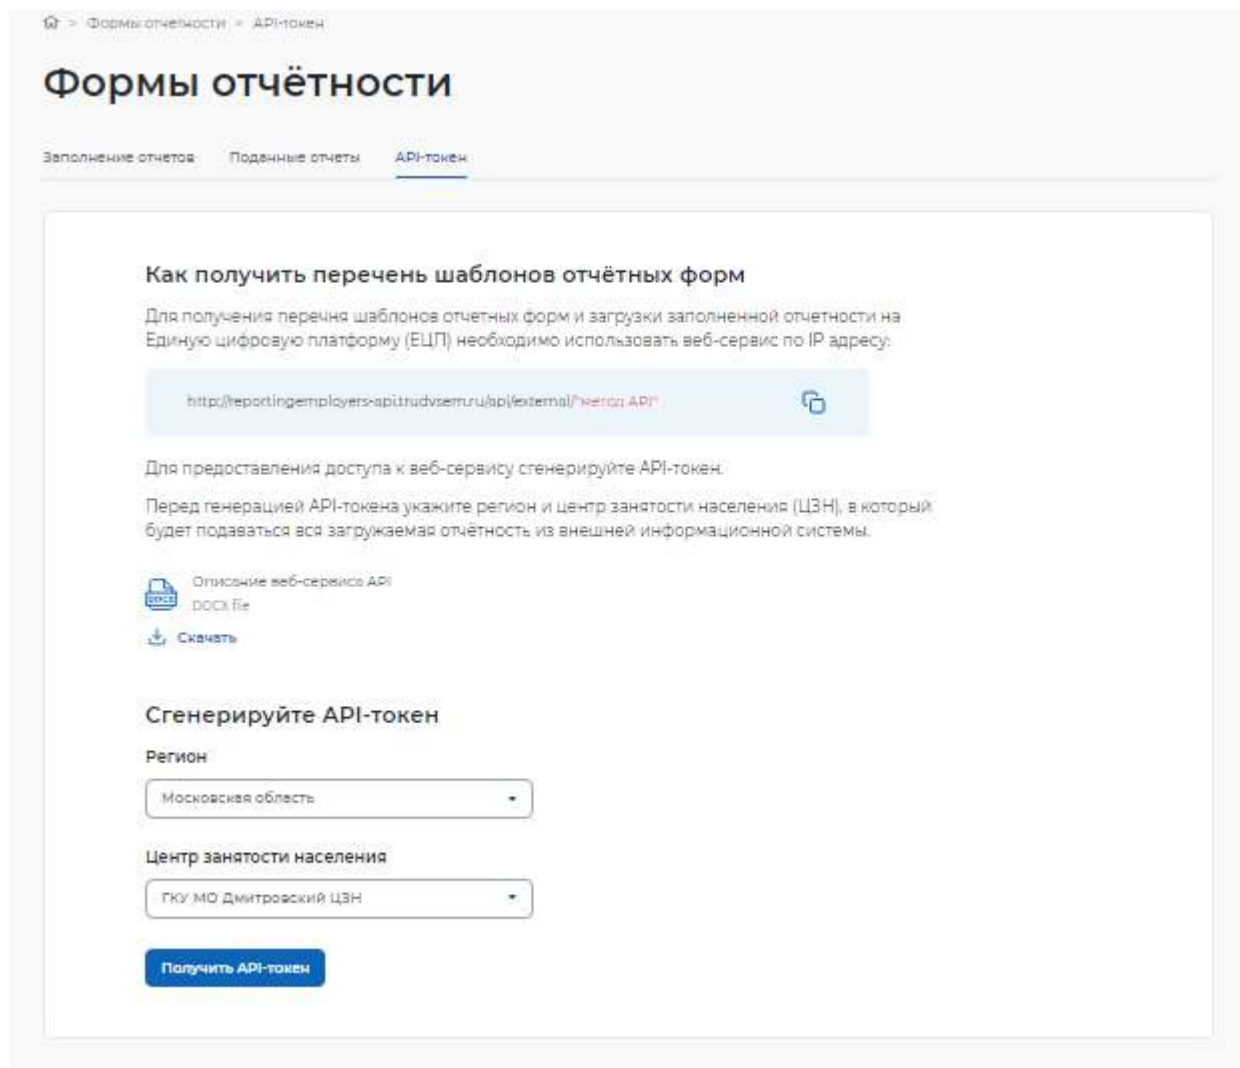 > Формы отчетности > API-токен
Формы отчётности
Заполнение отчетов Поданные отчеты API-токен
Как получить перечень шаблонов отчётных форм
Для получения перечня шаблонов отчетных форм и загрузки заполненной отчетности на
Единую цифровую платформу (ЕЦП) необходимо использовать веб-сервис по IP адресу:
http://reportingemployers-api.trudvsem.ru/api/external/"метод API"
Для предоставления доступа к веб-сервису сгенерируйте API-токен.
Перед генерацией API-токена укажите регион и центр занятости населения (ЦЗН), в который
будет подаваться вся загружаемая отчётность из внешней информационной системы.
Описание веб-сервиса API
DOCX
DOCX file
Скачать
Сгенерируйте API-токен
Регион
Московская область
Центр занятости населения
ГКУ МО Дмитровский ЦЗН
Получить API-токен